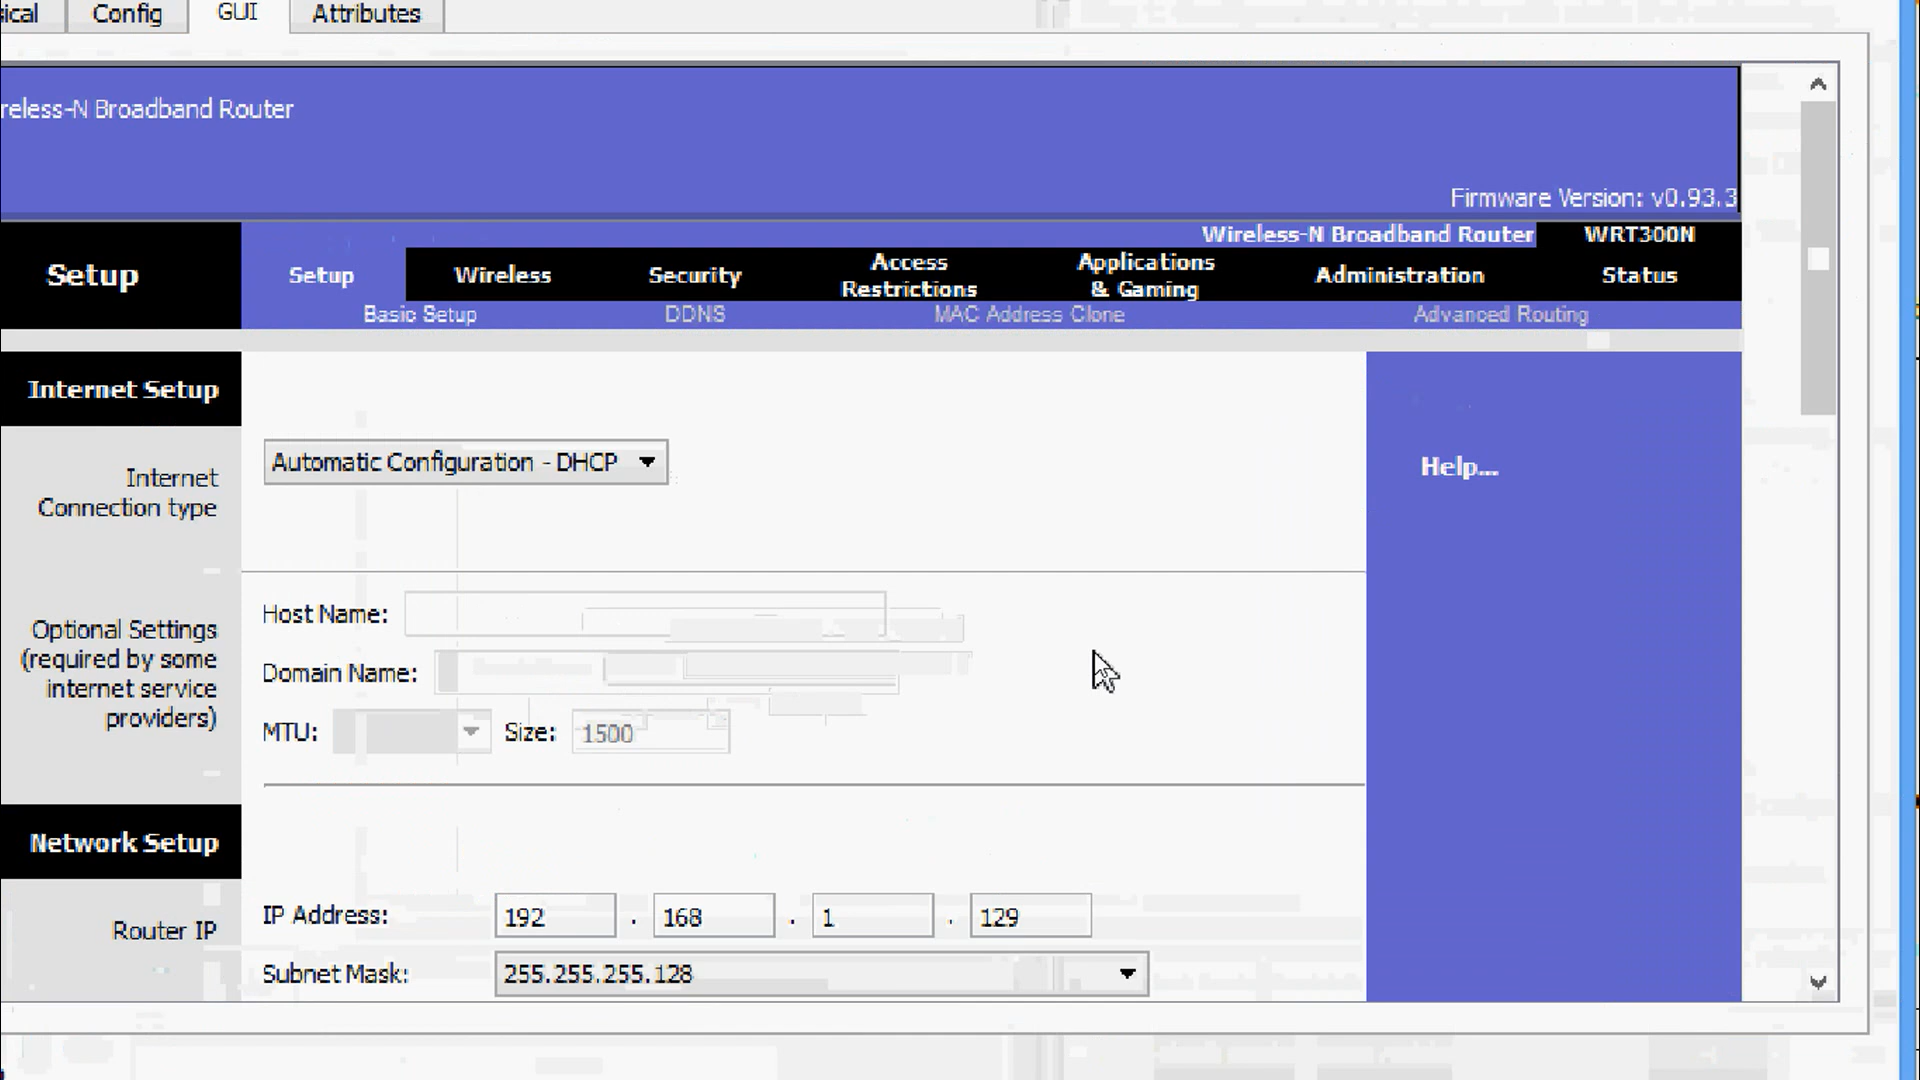 ical Config GUI Attributes
reless-N Broadband Router
Firmware Version: v0.93.3
Wireless-N Broadband Router WRT300N
Setup
Setup Wireless Security Access Restrictions Applications & Gaming Administration Status
Basic Setup DDNS MAC Address Clone Advanced Routing
Internet Setup
Internet
Connection type
Automatic Configuration - DHCP
Help...
Optional Settings
(required by some
internet service
providers)
Host Name:
Domain Name:
MTU: Size: 1500
Network Setup
Router IP
IP Address: 192 . 168 . 1 . 129
Subnet Mask: 255.255.255.128